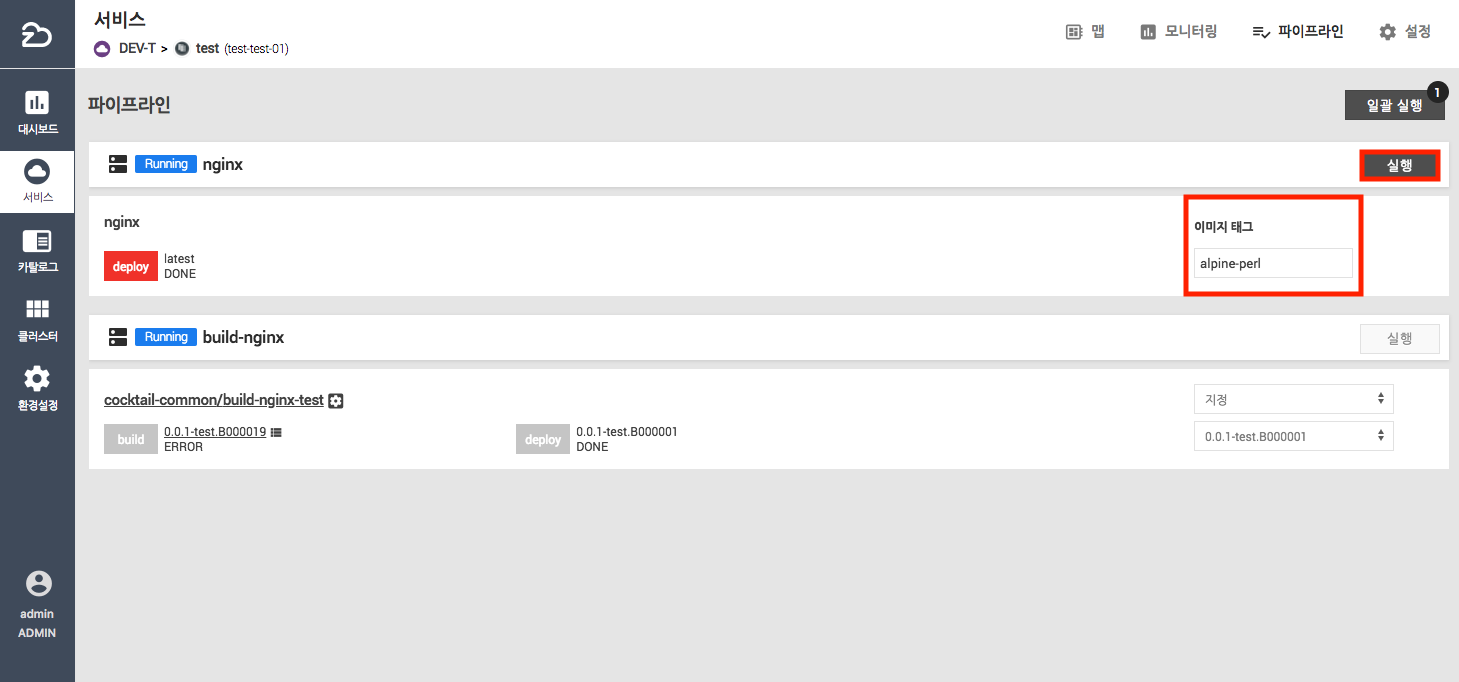 서비스
DEV-T > test (test-test-01)
맵
모니터링
파이프라인
설정
대시보드
서비스
카탈로그
클러스터
환경설정
admin
ADMIN
파이프라인
일괄 실행
1
Running nginx
실행
nginx
deploy
latest
DONE
이미지 태그
alpine-perl
Running build-nginx
실행
cocktail-common/build-nginx-test
build
0.0.1-test.B000019
ERROR
deploy
0.0.1-test.B000001
DONE
지정
0.0.1-test.B000001